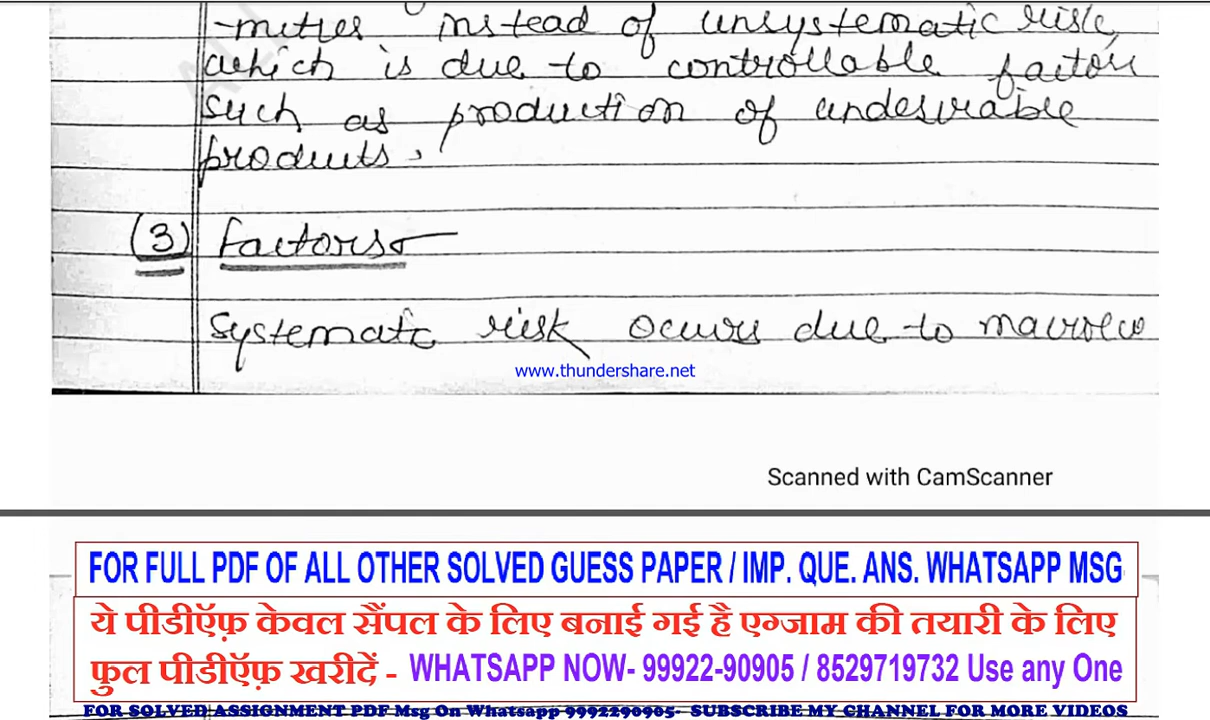 -mities instead of unsystematic risk,
which is due to controllable factors
such as production of undesirable
products.
(3) Factors-
Systematic risk occurs due to macroeco
www.thundershare.net
Scanned with CamScanner
FOR FULL PDF OF ALL OTHER SOLVED GUESS PAPER / IMP. QUE. ANS. WHATSAPP MSG
ये पीडीऍफ़ केवल सैंपल के लिए बनाई गई है एग्जाम की तयारी के लिए
फुल पीडीऍफ़ खरीदें - WHATSAPP NOW- 99922-90905 / 8529719732 Use any One
FOR SOLVED ASSIGNMENT PDF Msg On Whatsapp 9992290905- SUBSCRIBE MY CHANNEL FOR MORE VIDEOS